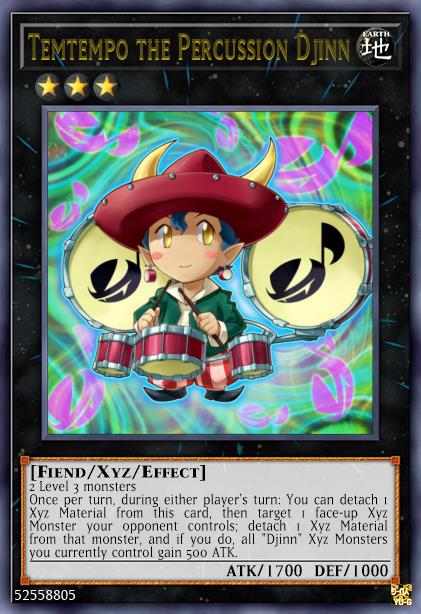 Temtempo the Percussion Djinn
EARTH
地
[Fiend/Xyz/Effect]
2 Level 3 monsters
Once per turn, during either player's turn: You can detach 1
Xyz Material from this card, then target 1 face-up Xyz
Monster your opponent controls; detach 1 Xyz Material
from that monster, and if you do, all "Djinn" Xyz Monsters
you currently control gain 500 ATK.
ATK/1700 DEF/1000
52558805